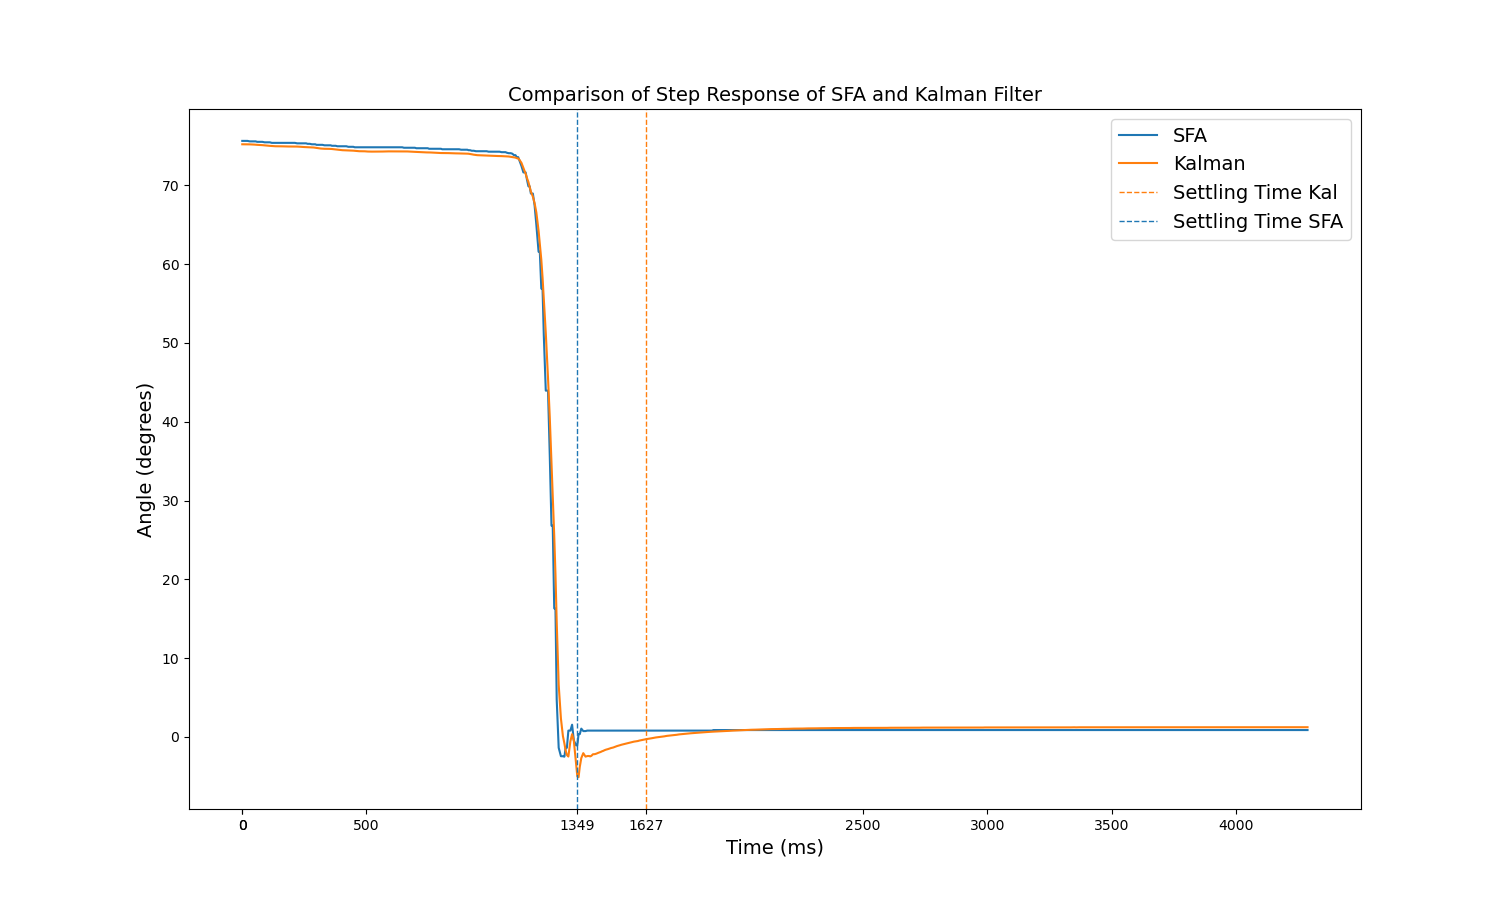 Comparison of Step Response of SFA and Kalman Filter
SFA
Kalman
Settling Time Kal
Settling Time SFA
Angle (degrees)
70
60
50
40
30
20
10
0
0 500 1349 1627 2500 3000 3500 4000
Time (ms)